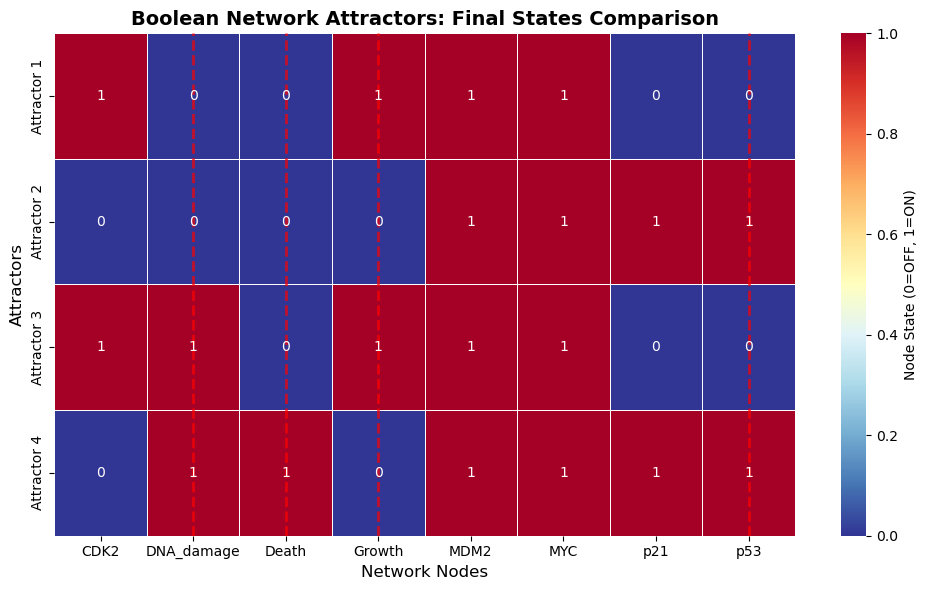 Boolean Network Attractors: Final States Comparison
Attractors
Attractor 1
1 0 0 1 1 1 0 0
Attractor 2
0 0 0 0 1 1 1 1
Attractor 3
1 1 0 1 1 1 0 0
Attractor 4
0 1 1 0 1 1 1 1
CDK2 DNA_damage Death Growth MDM2 MYC p21 p53
Network Nodes
1.0
0.8
0.6
0.4
0.2
0.0
Node State (0=OFF, 1=ON)